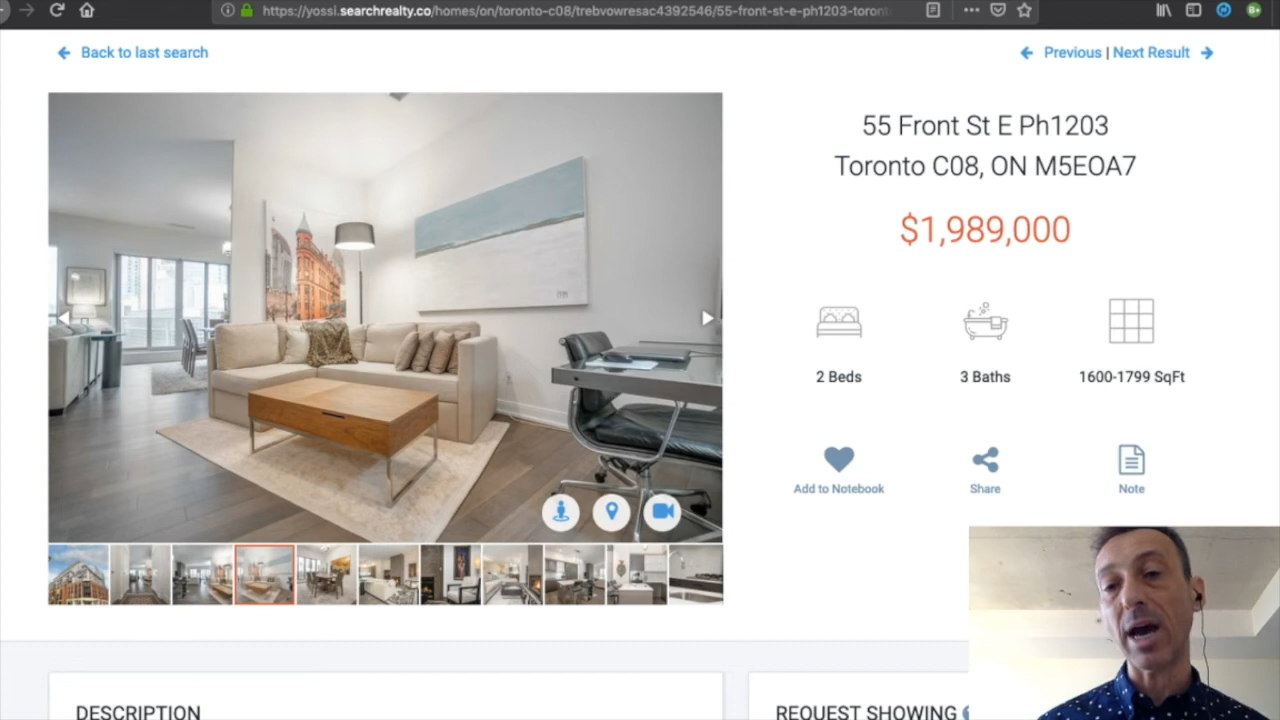 https://yossi.searchrealty.co/homes/on/toronto-c08/trebvowresac4392546/55-front-st-e-ph1203-toront
Back to last search
Previous | Next Result
55 Front St E Ph1203
Toronto C08, ON M5EOA7
$1,989,000
2 Beds
3 Baths
1600-1799 SqFt
Add to Notebook
Share
Note
DESCRIPTION
REQUEST SHOWING